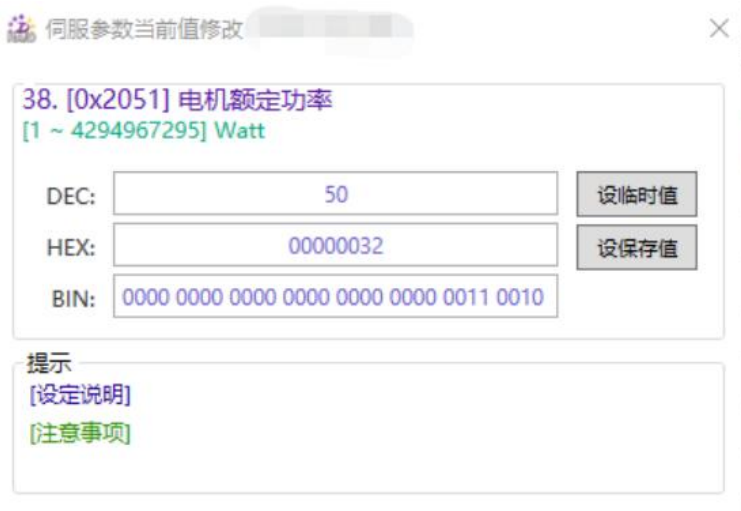 伺服参数当前值修改
38. [0x2051] 电机额定功率
[1 ~ 4294967295] Watt
DEC: 50 设临时值
HEX: 00000032 设保存值
BIN: 0000 0000 0000 0000 0000 0000 0011 0010
提示
[设定说明]
[注意事项]